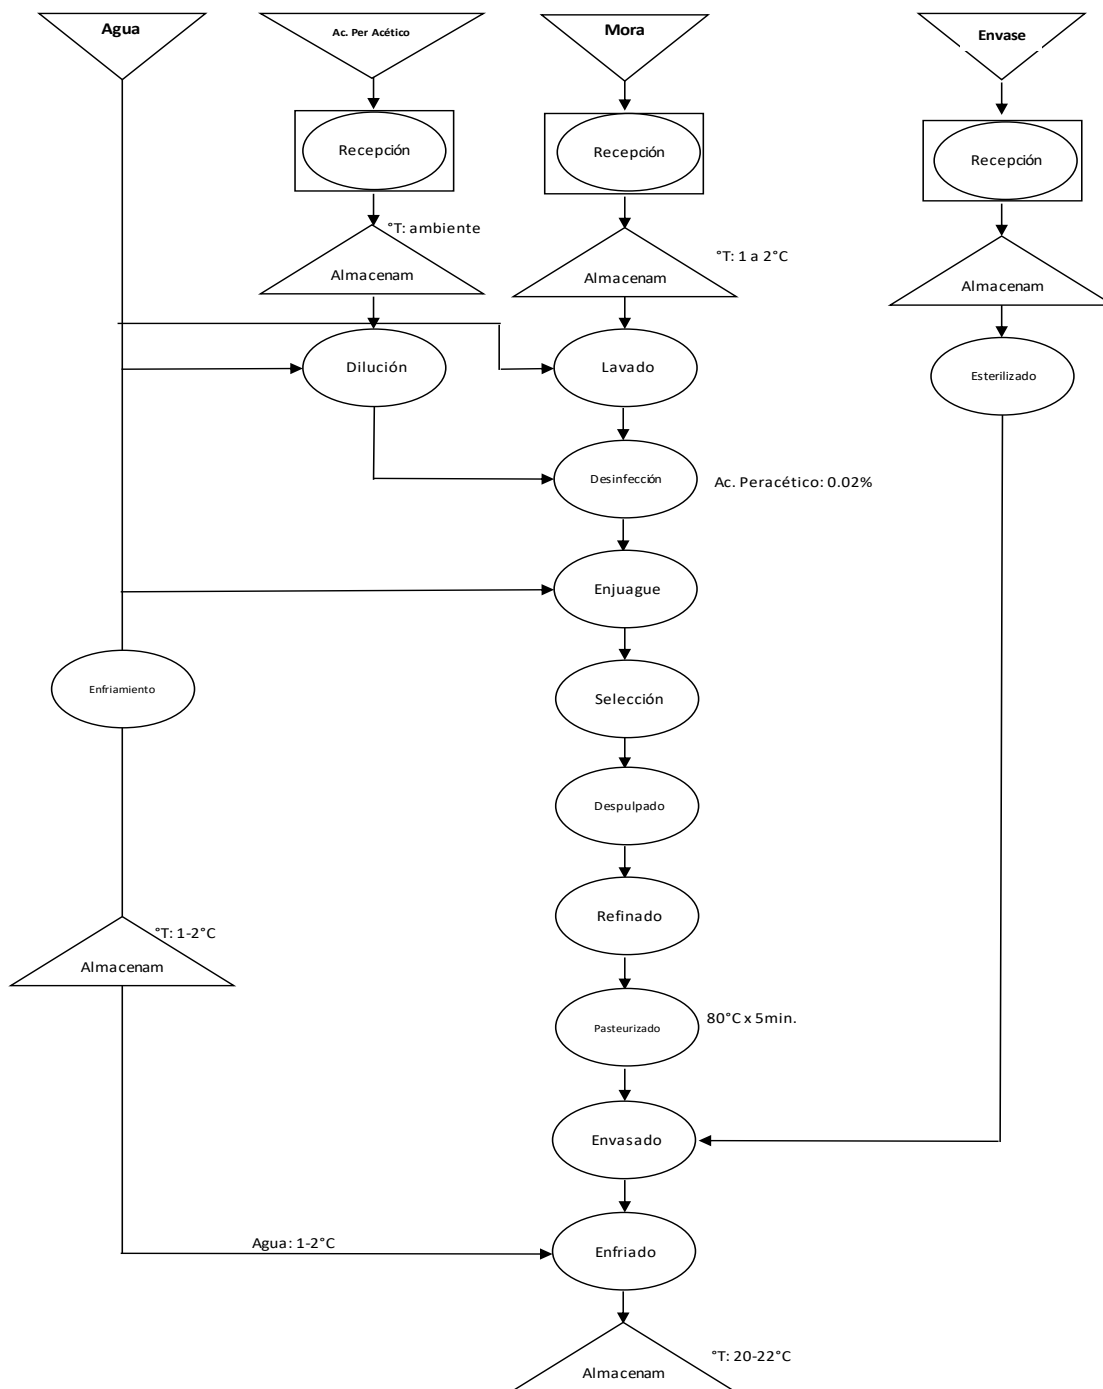 Agua
Ac. Per Acético
Mora
Envase
Recepción
Recepción
Recepción
°T: ambiente
°T: 1 a 2°C
Almacenam
Almacenam
Almacenam
Dilución
Lavado
Esterilizado
Desinfección
Ac. Peracético: 0.02%
Enjuague
Enfriamiento
Selección
Despulpado
Refinado
°T: 1-2°C
Almacenam
Pasteurizado
80°C x 5min.
Envasado
Agua: 1-2°C
Enfriado
°T: 20-22°C
Almacenam